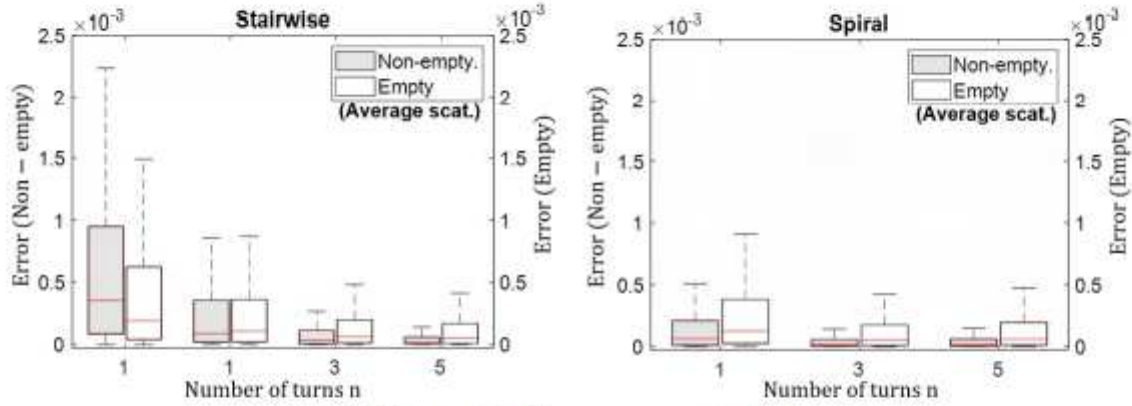 ×10⁻³ Stairwise ×10⁻³
2.5 2.5
Non-empty.
Empty
(Average scat.)
2 2
1.5 1.5
1 1
0.5 0.5
0 0
Error (Non − empty)
Error (Empty)
1 1 3 5
Number of turns n
×10⁻³ Spiral ×10⁻³
2.5 2.5
Non-empty.
Empty
(Average scat.)
2 2
1.5 1.5
1 1
0.5 0.5
0 0
Error (Non − empty)
Error (Empty)
1 3 5
Number of turns n